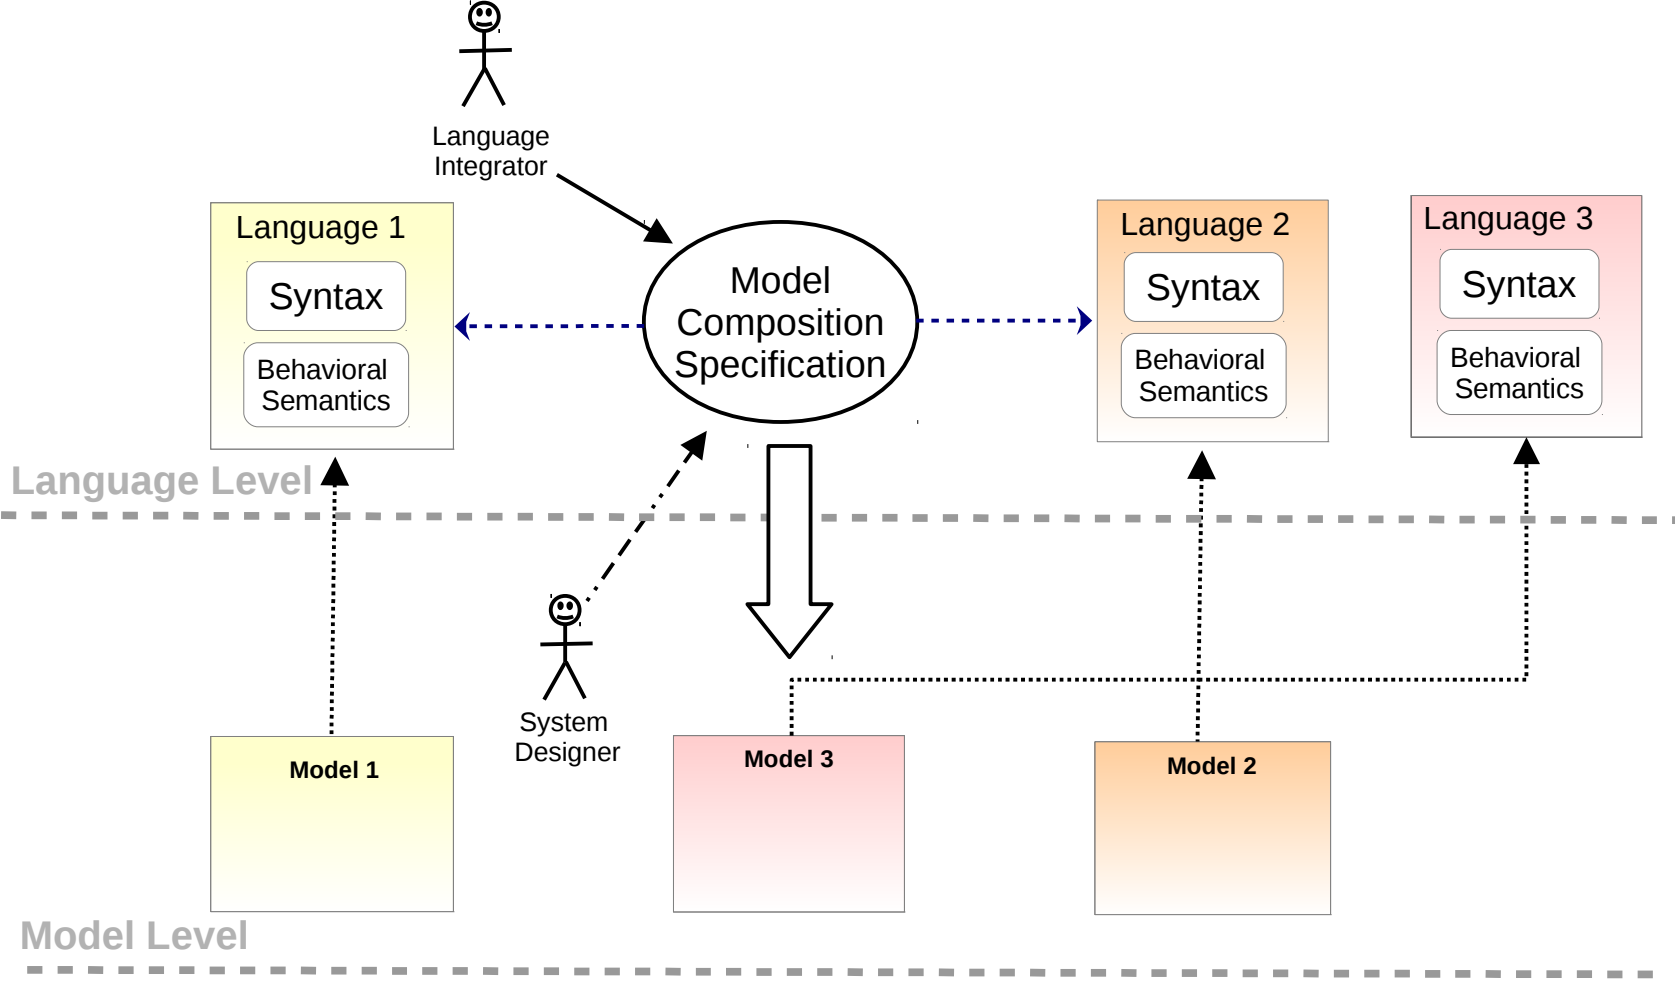 Language
Integrator
Language 1
Syntax
Behavioral
Semantics
Model
Composition
Specification
Language 2
Syntax
Behavioral
Semantics
Language 3
Syntax
Behavioral
Semantics
Language Level
System
Designer
Model 1
Model 3
Model 2
Model Level